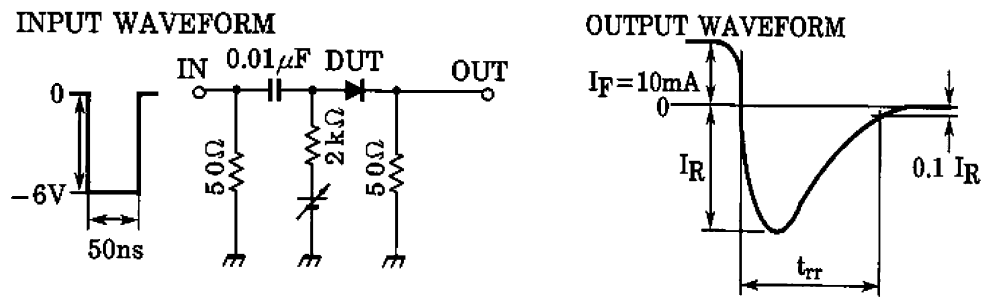 INPUT WAVEFORM
0
−6V
50ns
IN
0.01μF
DUT
OUT
50Ω
2kΩ
50Ω
OUTPUT WAVEFORM
IF=10mA
0
IR
0.1 IR
trr